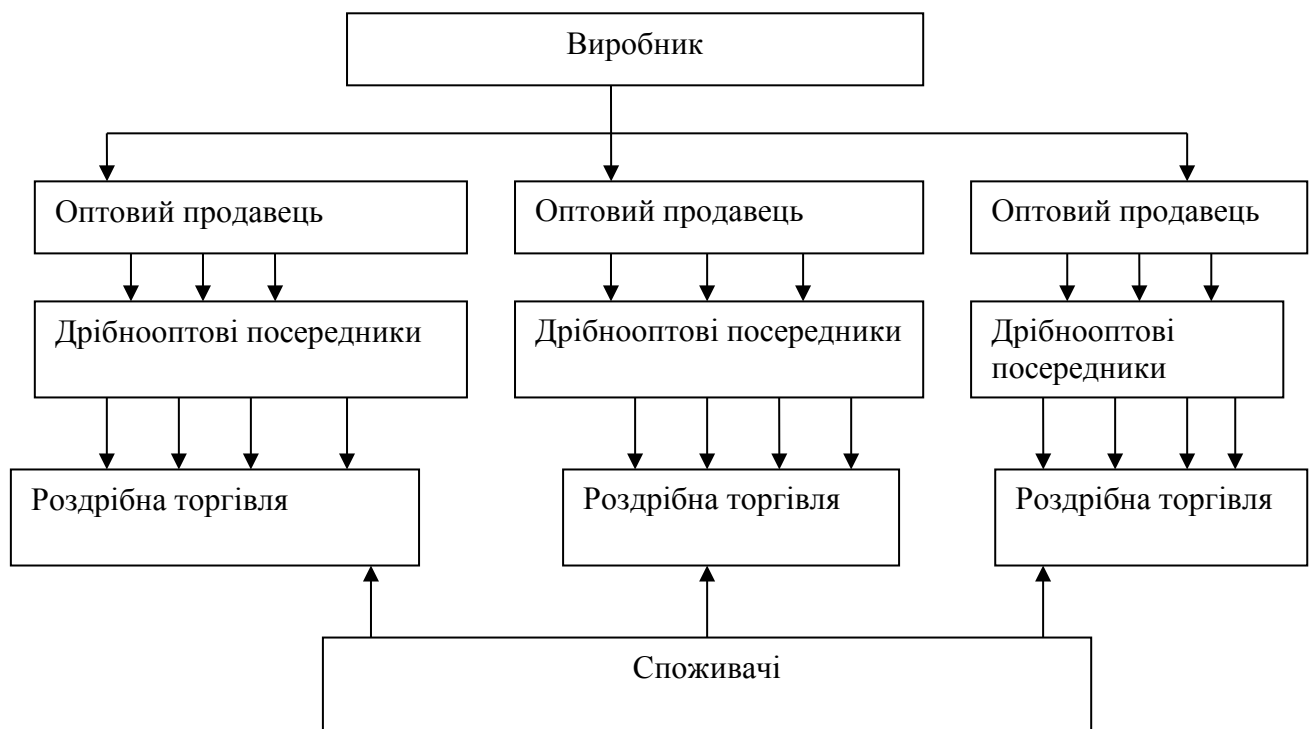 Виробник
Оптовий продавець
Оптовий продавець
Оптовий продавець
Дрібнооптові посередники
Дрібнооптові посередники
Дрібнооптові
посередники
Роздрібна торгівля
Роздрібна торгівля
Роздрібна торгівля
Споживачі